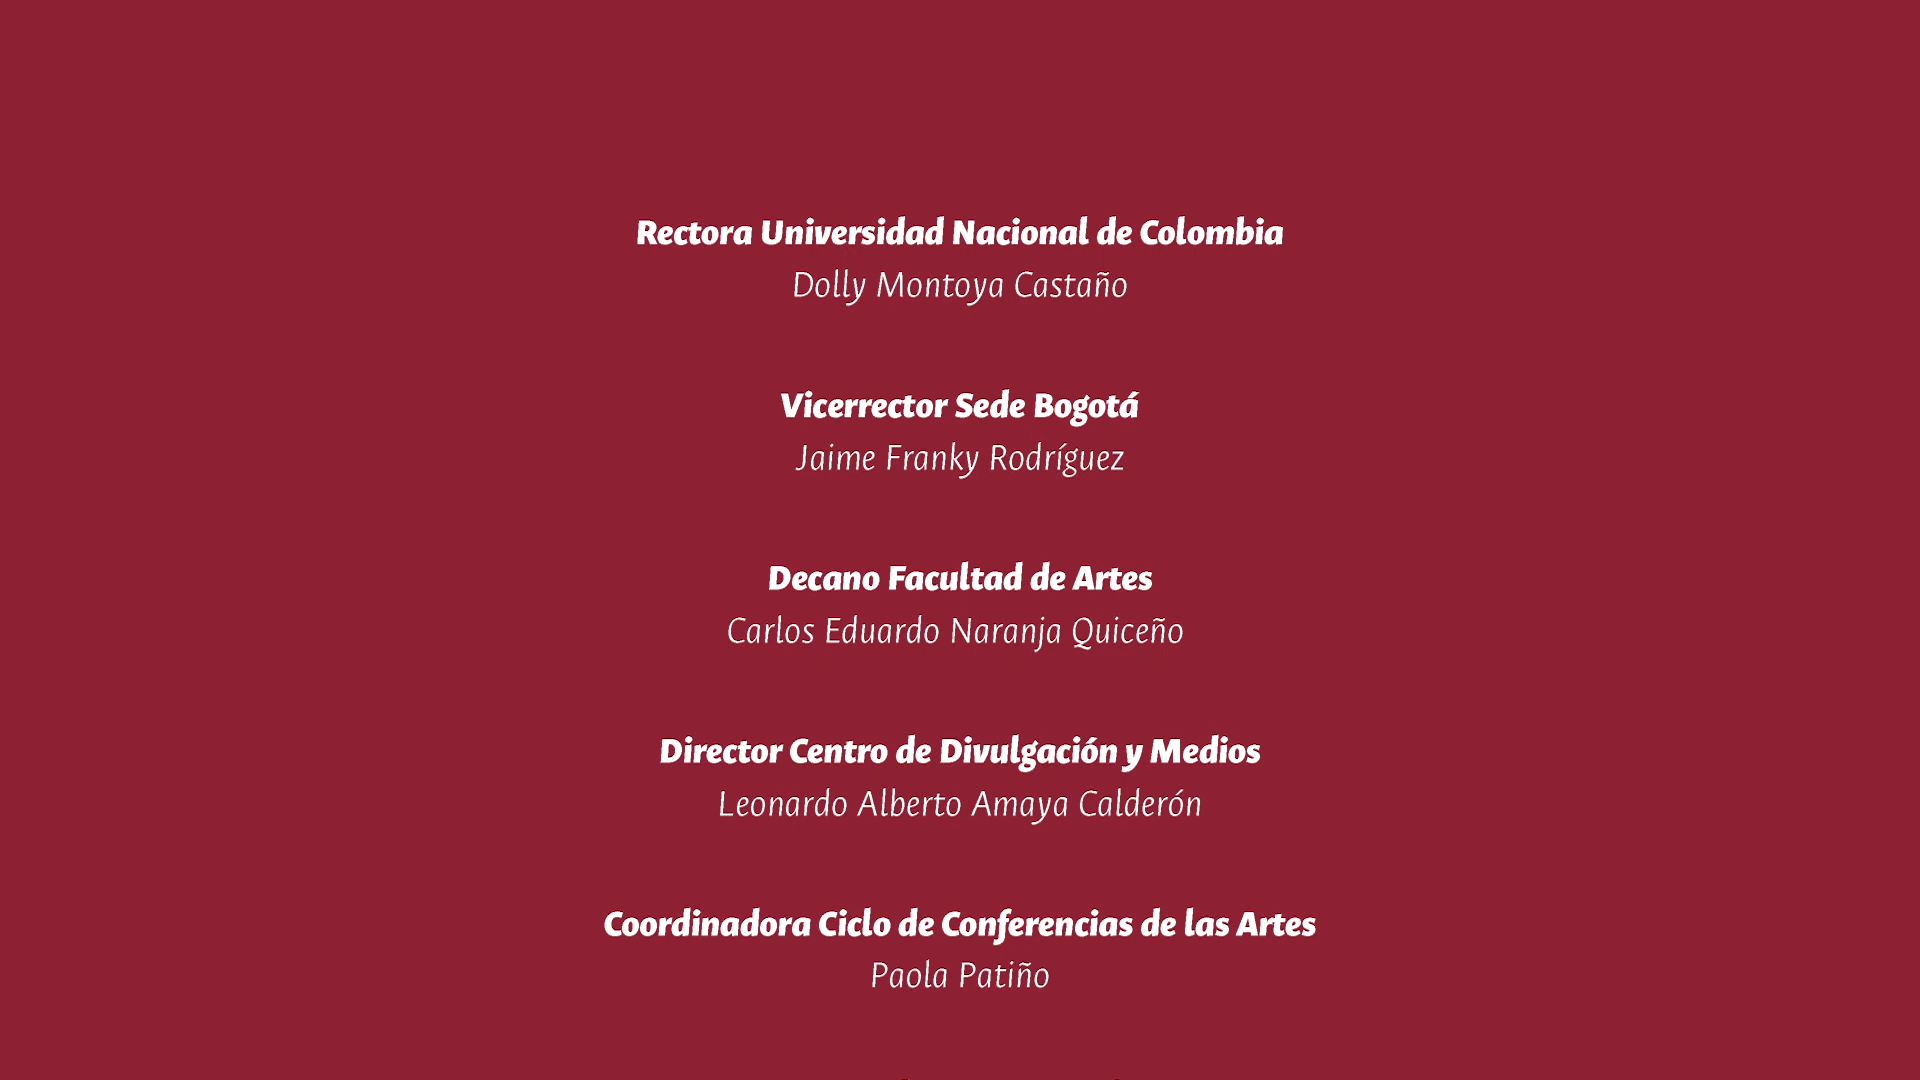 Rectora Universidad Nacional de Colombia
Dolly Montoya Castaño
Vicerrector Sede Bogotá
Jaime Franky Rodríguez
Decano Facultad de Artes
Carlos Eduardo Naranja Quiceño
Director Centro de Divulgación y Medios
Leonardo Alberto Amaya Calderón
Coordinadora Ciclo de Conferencias de las Artes
Paola Patiño